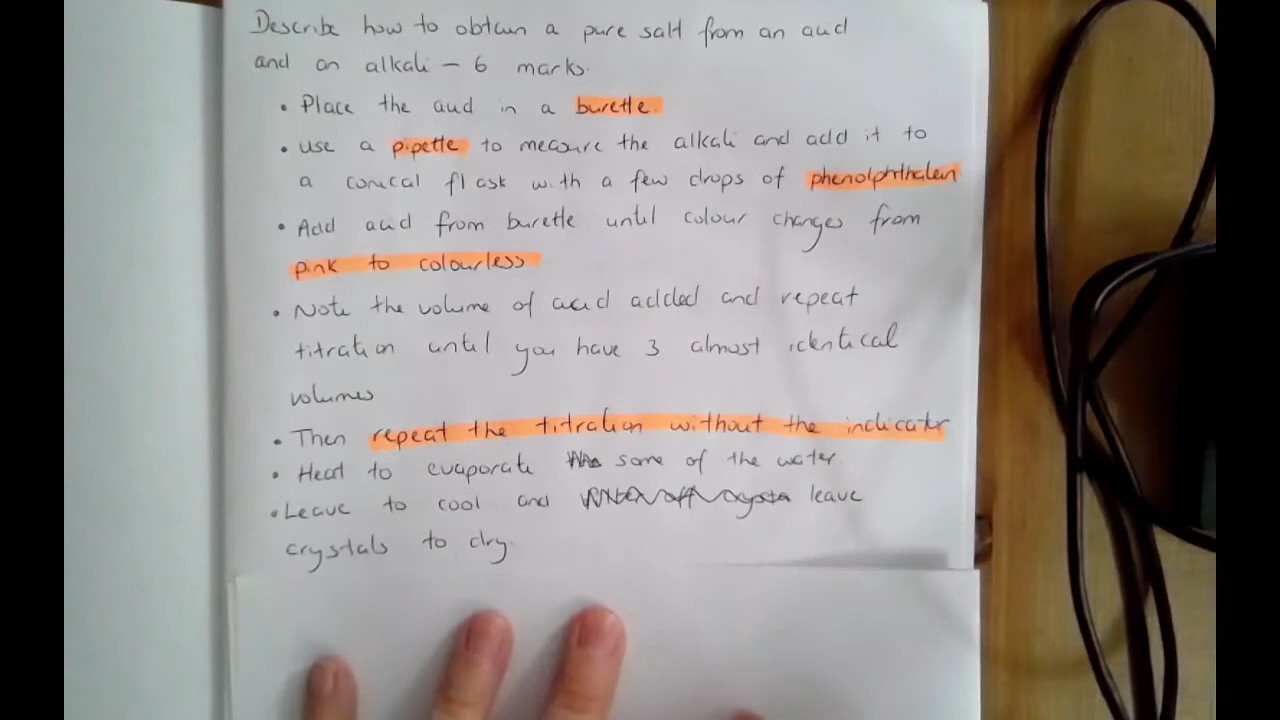 Describe how to obtain a pure salt from an acid
and an alkali - 6 marks.
• Place the acid in a burette.
• Use a pipette to measure the alkali and add it to
a conical flask with a few drops of phenolphthalein
• Add acid from burette until colour changes from
pink to colourless
• Note the volume of acid added and repeat
titration until you have 3 almost identical
volumes
• Then repeat the titration without the indicator
• Heat to evaporate some of the water.
• Leave to cool and leave
crystals to dry.